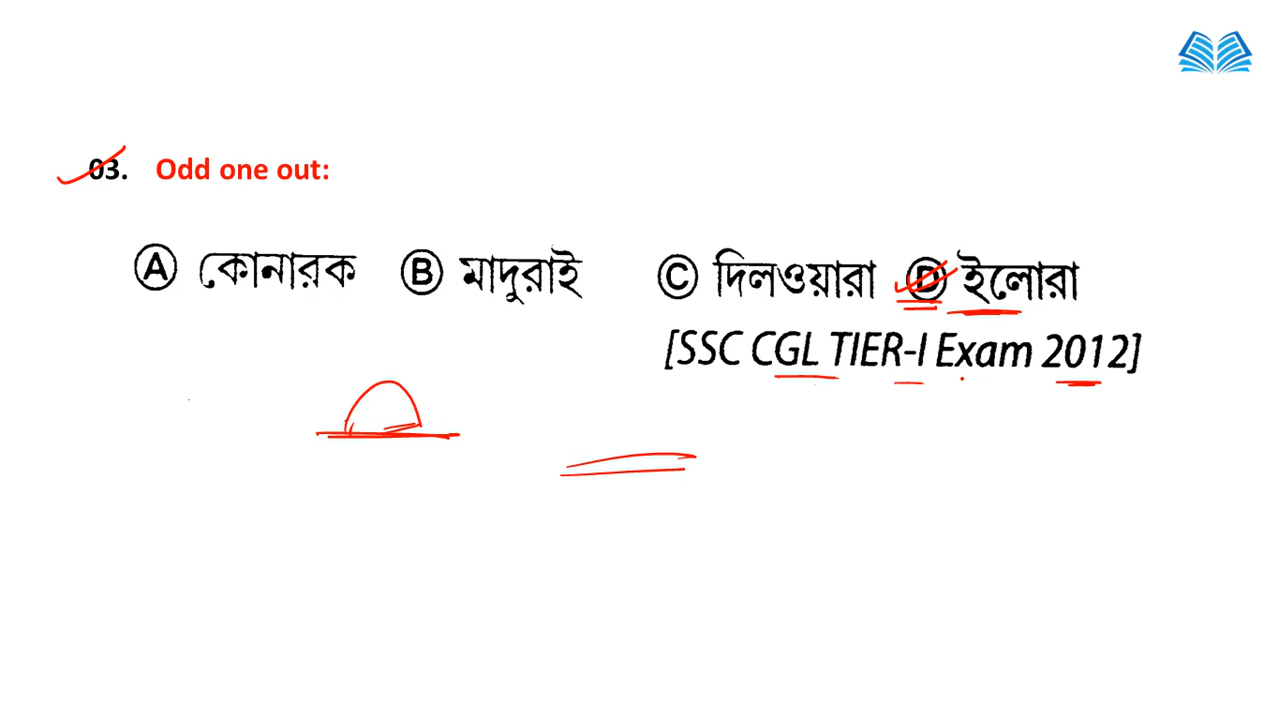 03. Odd one out:
Ⓐ কোনারক Ⓑ মাদুরাই Ⓒ দিলওয়ারা Ⓓ ইলোরা
[SSC CGL TIER-I Exam 2012]